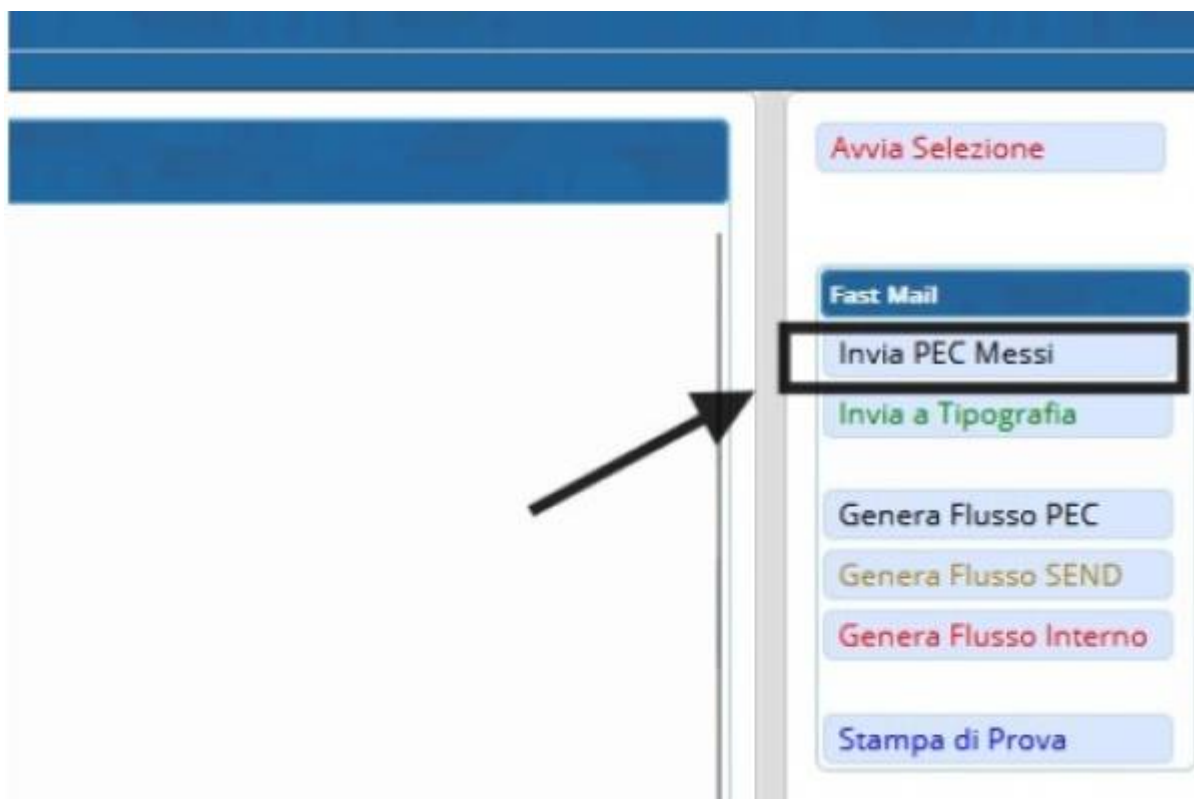 Avvia Selezione
Fast Mail
Invia PEC Messi
Invia a Tipografia
Genera Flusso PEC
Genera Flusso SEND
Genera Flusso Interno
Stampa di Prova